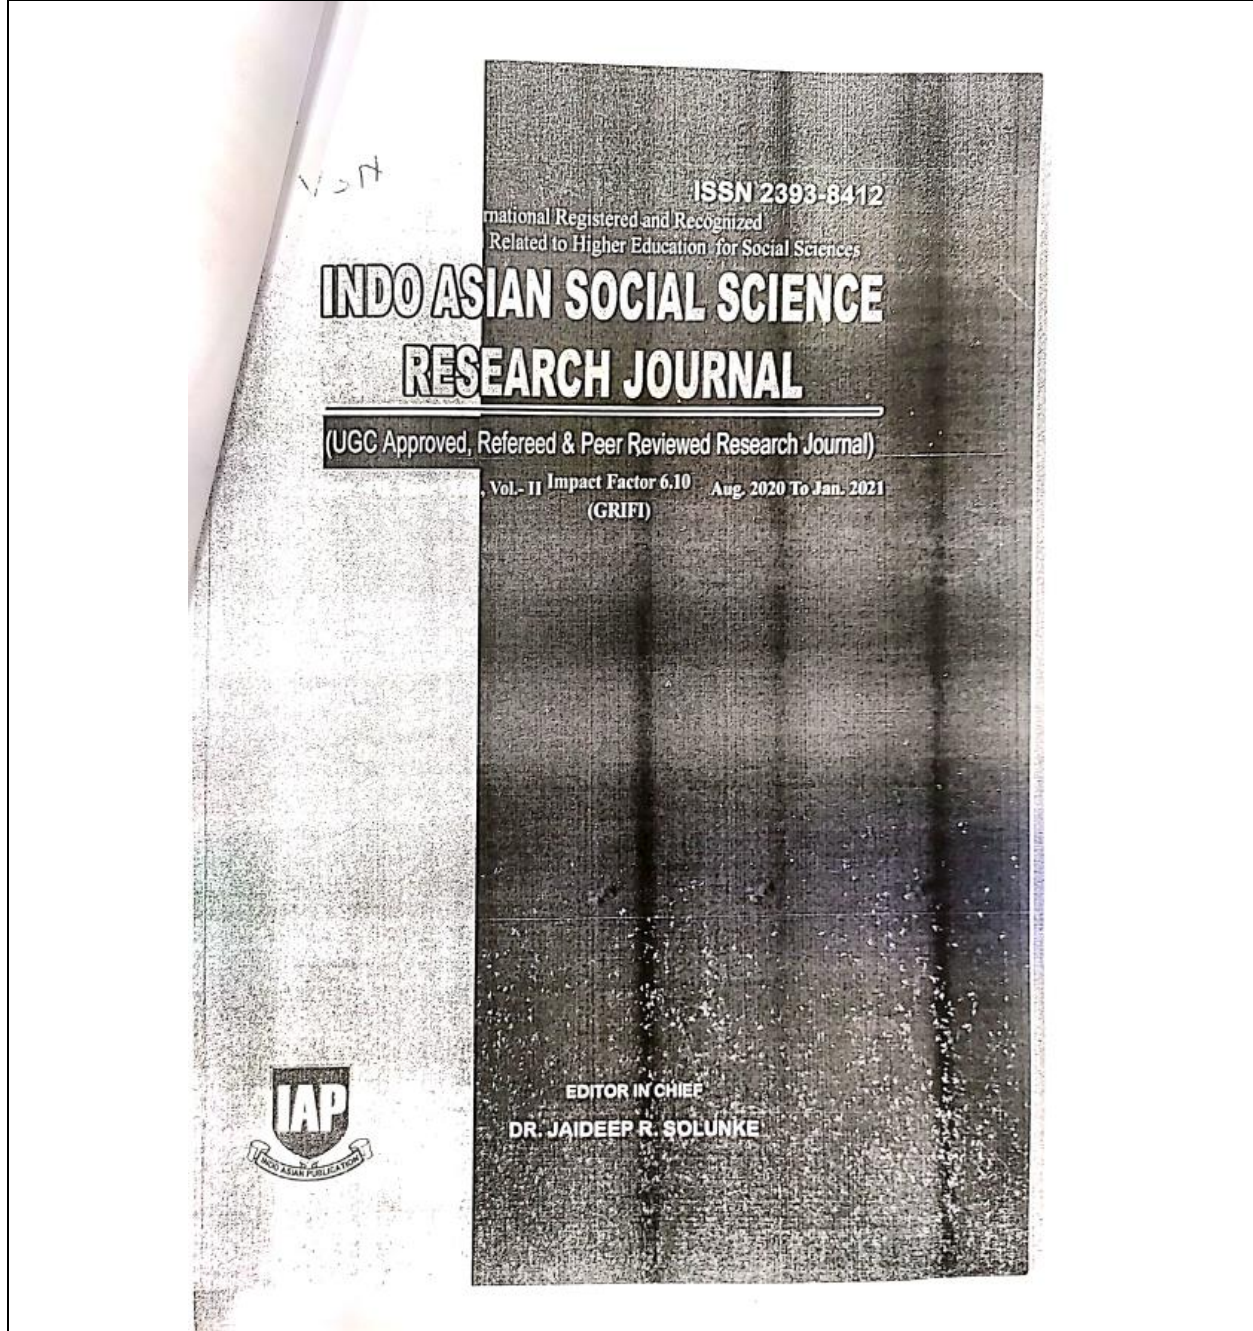 ISSN 2393-8412
rnational Registered and Recognized
Related to Higher Education for Social Sciences
INDO ASIAN SOCIAL SCIENCE
RESEARCH JOURNAL
(UGC Approved, Refereed & Peer Reviewed Research Journal)
, Vol.- II Impact Factor 6.10 Aug. 2020 To Jan. 2021
(GRIFI)
EDITOR IN CHIEF
DR. JAIDEEP R. SOLUNKE
IAP
INDO ASIAN PUBLICATION